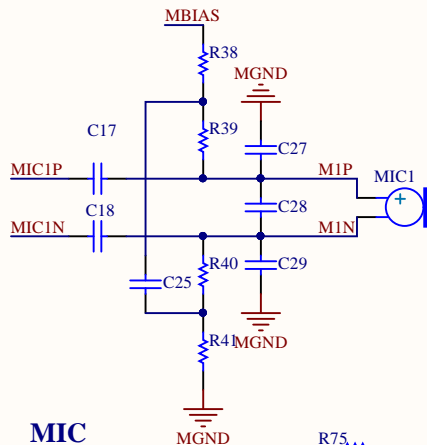 MBIAS
R38
MGND
R39
C17
C27
MIC1P
M1P
MIC1
C28
C18
MIC1N
M1N
R40
C29
C25
R41
MGND
MIC
MGND
R75